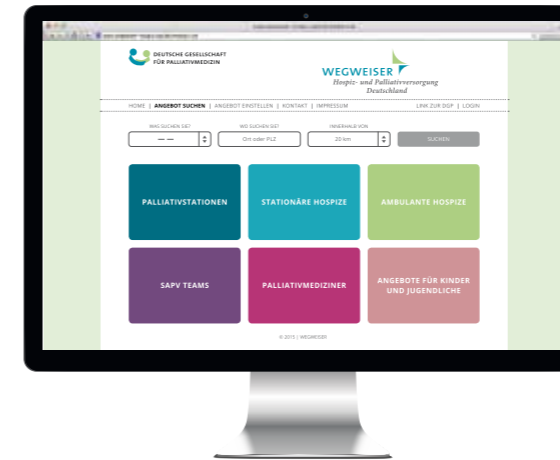 DEUTSCHE GESELLSCHAFT
FÜR PALLIATIVMEDIZIN
WEGWEISER
Hospiz- und Palliativversorgung
Deutschland
HOME | ANGEBOT SUCHEN | ANGEBOT EINSTELLEN | KONTAKT | IMPRESSUM LINK ZUR DGP | LOGIN
WAS SUCHEN SIE? WO SUCHEN SIE? INNERHALB VON
— — Ort oder PLZ 20 km SUCHEN
PALLIATIVSTATIONEN STATIONÄRE HOSPIZE AMBULANTE HOSPIZE
SAPV TEAMS PALLIATIVMEDIZINER ANGEBOTE FÜR KINDER
UND JUGENDLICHE
© 2015 | WEGWEISER